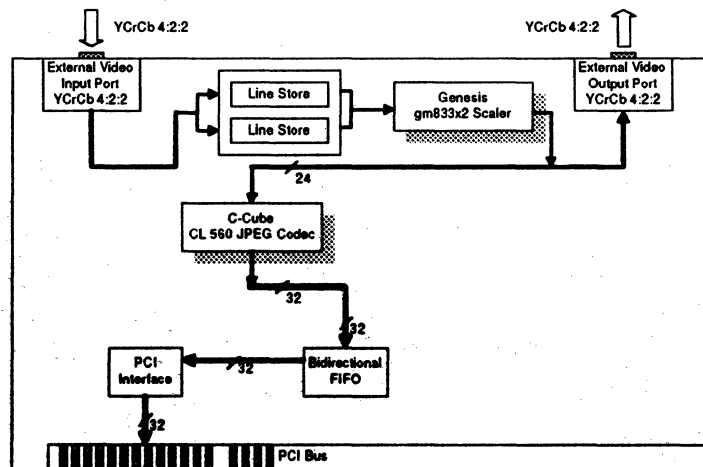 YCrCb 4:2:2
YCrCb 4:2:2
External Video
Input Port
YCrCb 4:2:2
Line Store
Line Store
Genesis
gm833x2 Scaler
External Video
Output Port
YCrCb 4:2:2
24
C-Cube
CL 560 JPEG Codec
32
32
PCI
Interface
32
Bidirectional
FIFO
32
PCI Bus